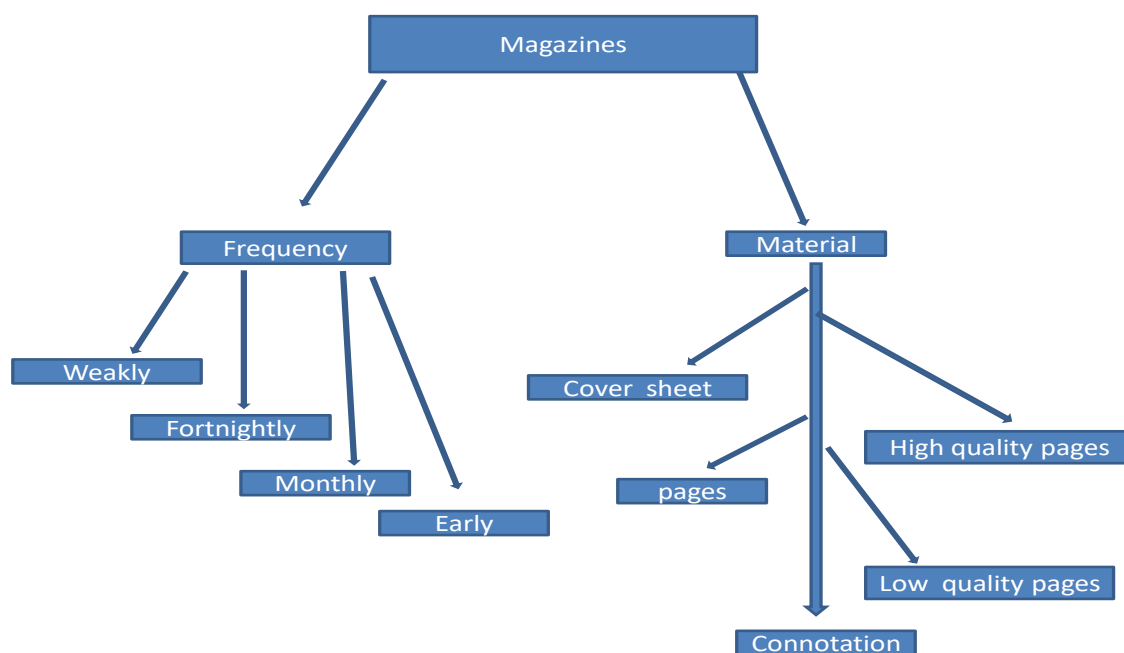 Magazines
Frequency
Material
Weakly
Cover sheet
Fortnightly
High quality pages
Monthly
pages
Early
Low quality pages
Connotation